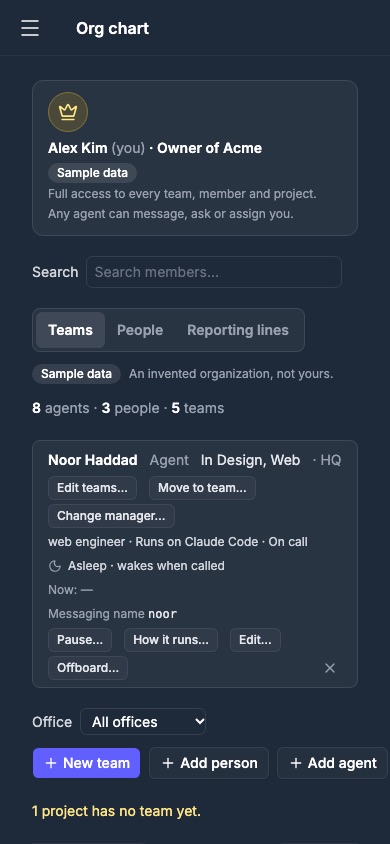 Org chart
Alex Kim (you) · Owner of Acme
Sample data
Full access to every team, member and project.
Any agent can message, ask or assign you.
Search Search members...
Teams People Reporting lines
Sample data An invented organization, not yours.
8 agents · 3 people · 5 teams
Noor Haddad Agent In Design, Web · HQ
Edit teams... Move to team...
Change manager...
web engineer · Runs on Claude Code · On call
Asleep · wakes when called
Now: —
Messaging name noor
Pause... How it runs... Edit...
Offboard...
Office All offices
+ New team + Add person + Add agent
1 project has no team yet.